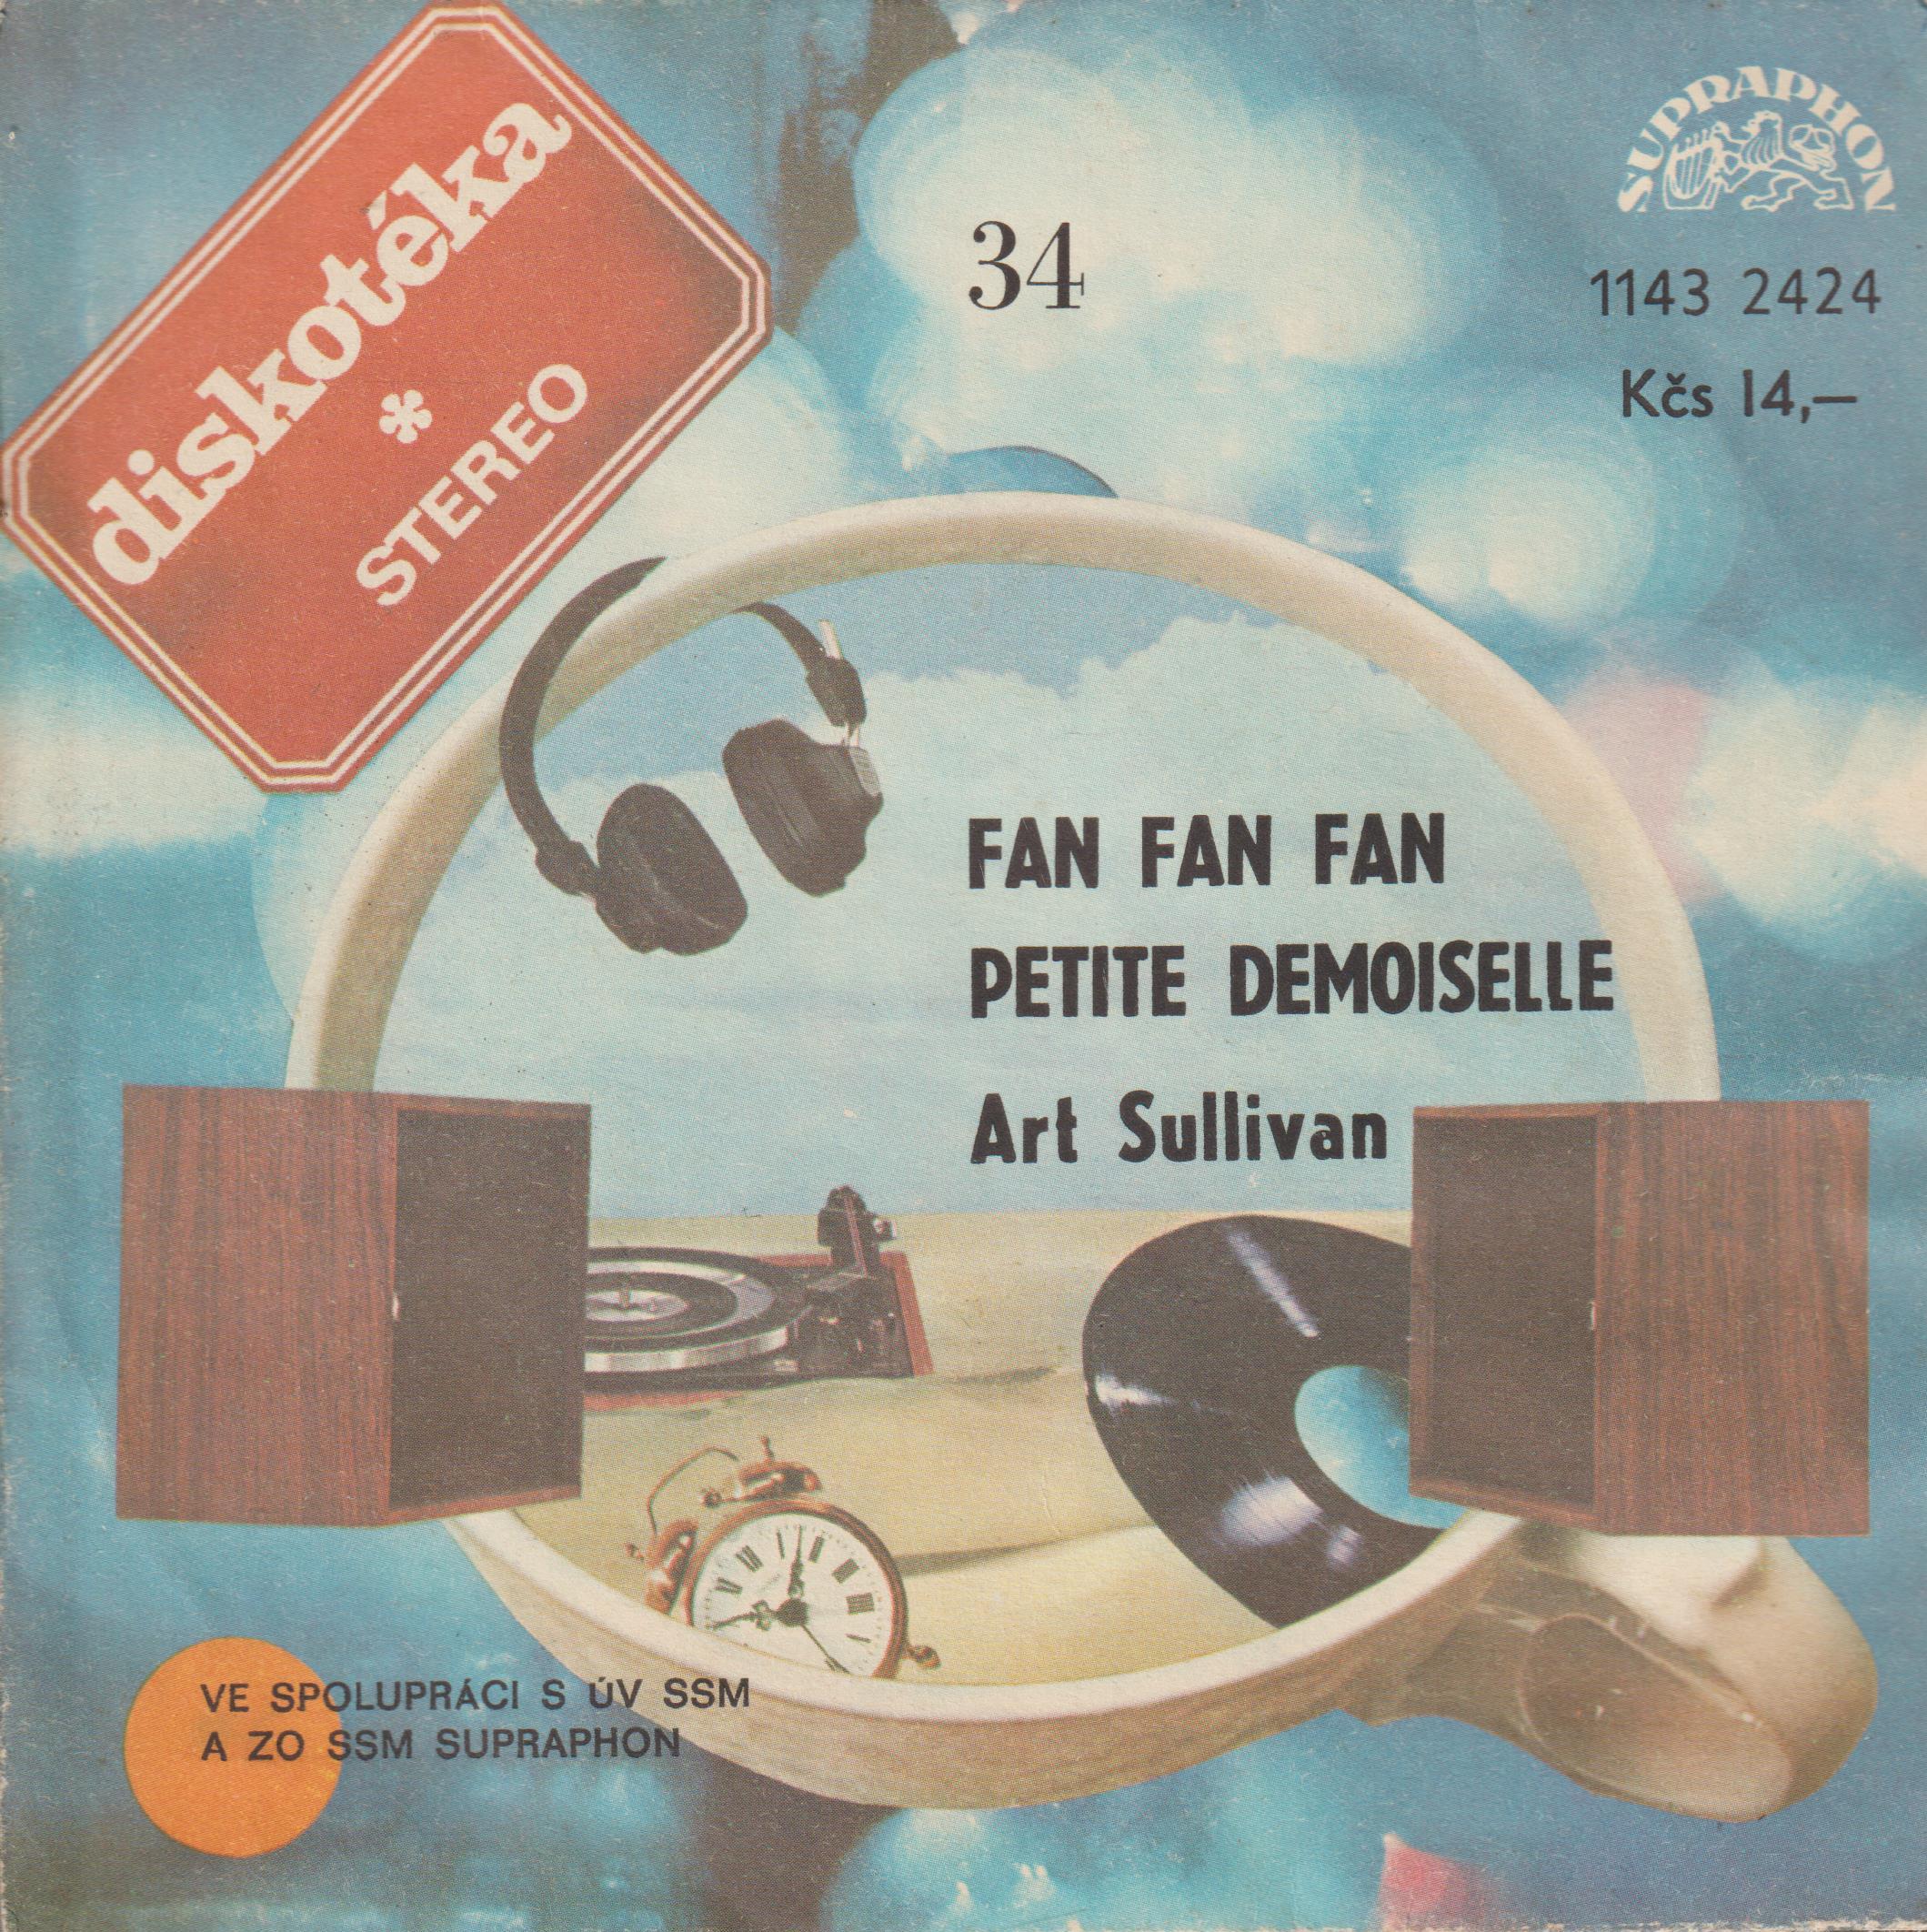 diskotéka
*
STEREO
34
SUPRAPHON
1143 2424
Kčs 14,—
FAN FAN FAN
PETITE DEMOISELLE
Art Sullivan
VE SPOLUPRÁCI S ÚV SSM
A ZO SSM SUPRAPHON